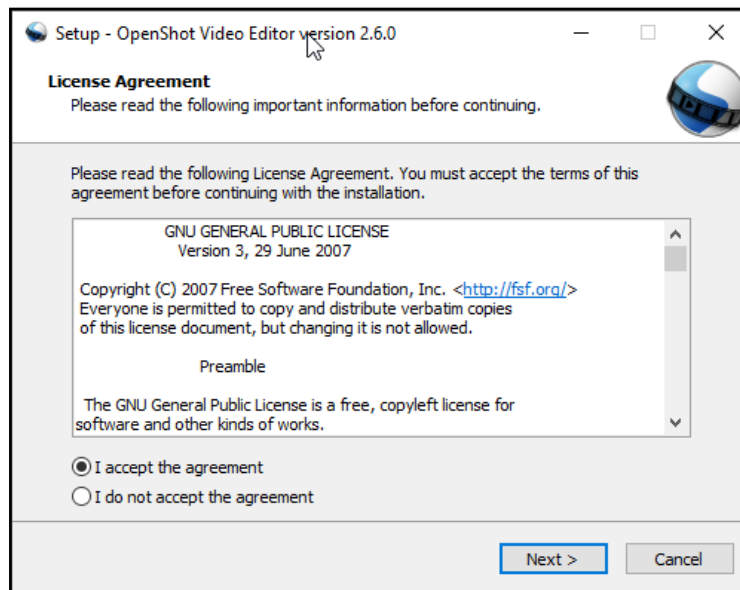 Setup - OpenShot Video Editor version 2.6.0
License Agreement
Please read the following important information before continuing.
Please read the following License Agreement. You must accept the terms of this
agreement before continuing with the installation.
GNU GENERAL PUBLIC LICENSE
Version 3, 29 June 2007
Copyright (C) 2007 Free Software Foundation, Inc. <http://fsf.org/>
Everyone is permitted to copy and distribute verbatim copies
of this license document, but changing it is not allowed.
Preamble
The GNU General Public License is a free, copyleft license for
software and other kinds of works.
I accept the agreement
I do not accept the agreement
Next >
Cancel